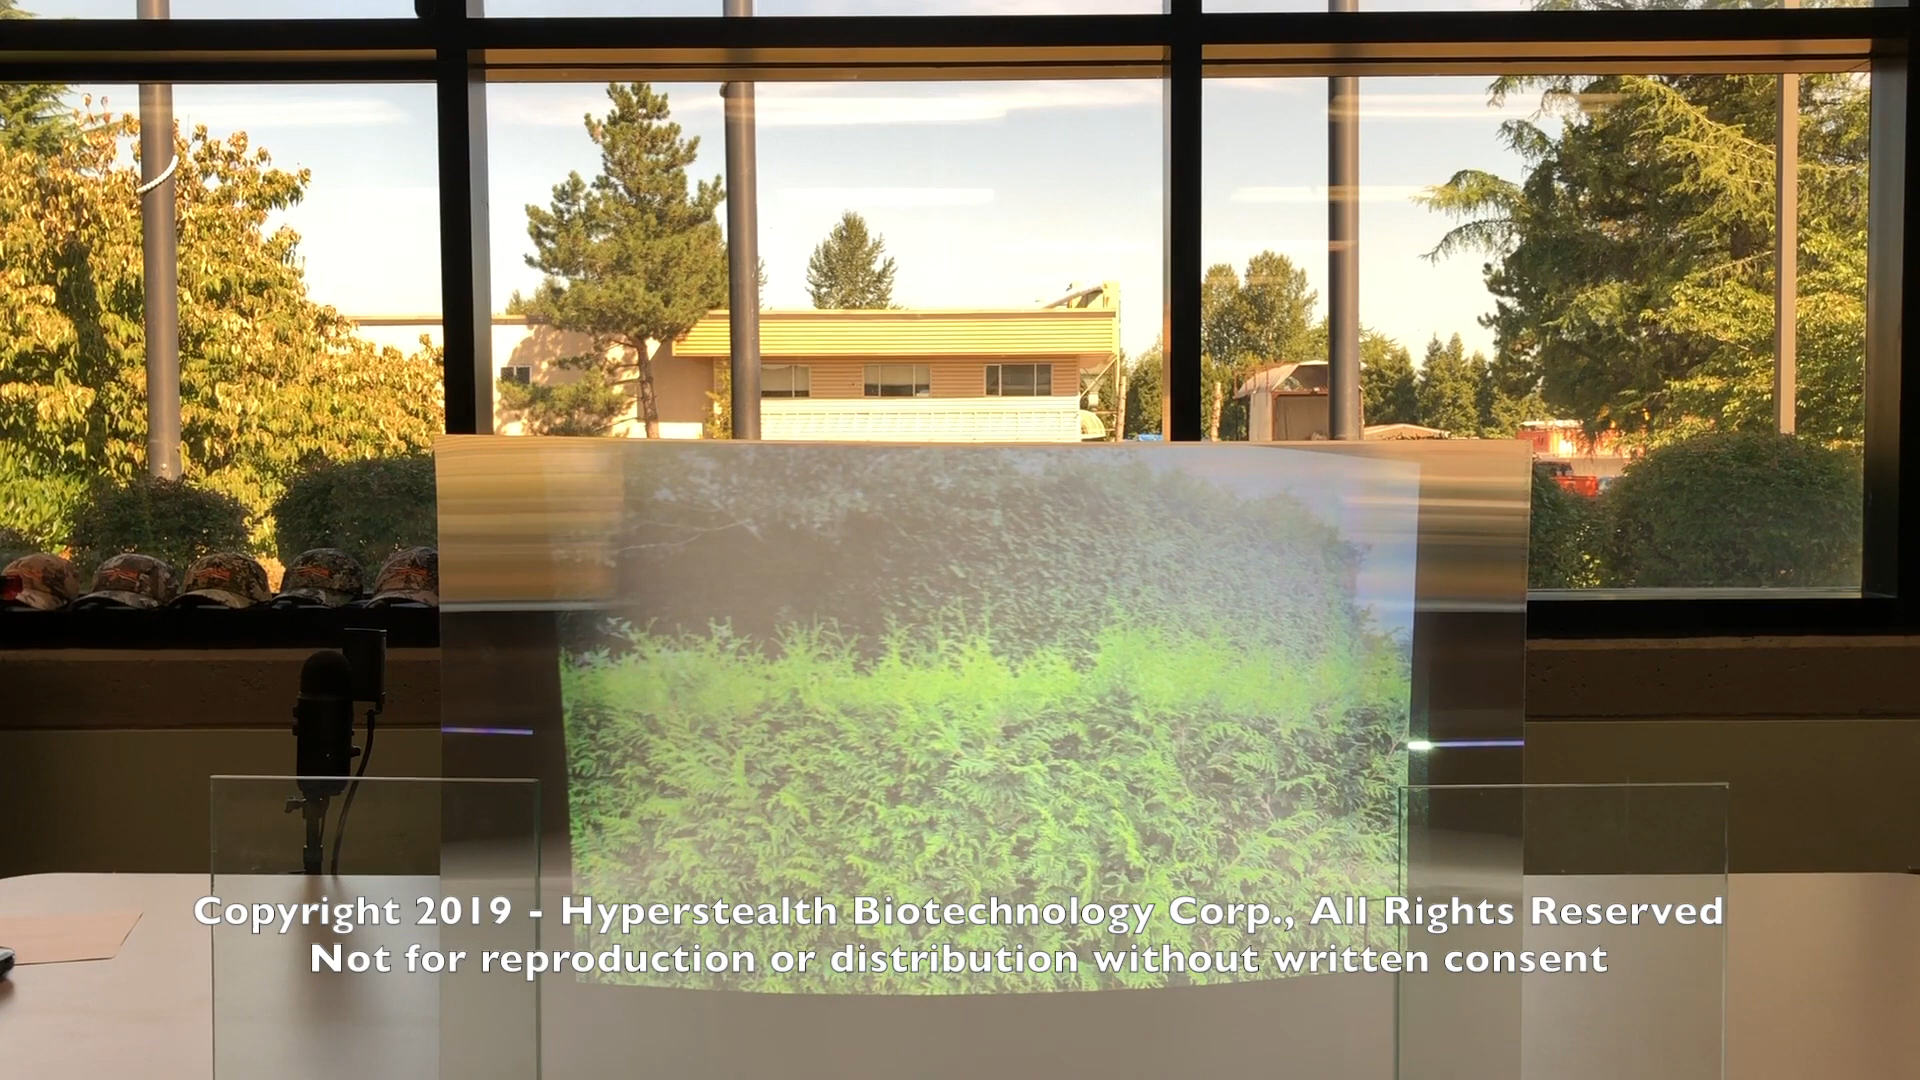 Copyright 2019 - Hyperstealth Biotechnology Corp., All Rights Reserved
Not for reproduction or distribution without written consent